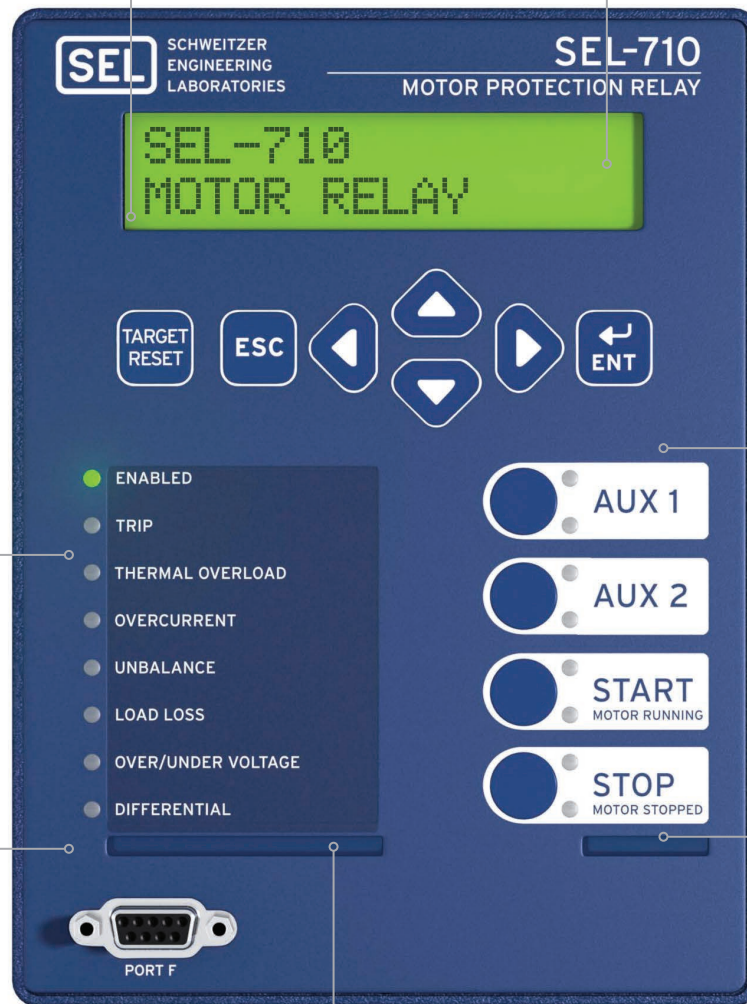 SEL
SCHWEITZER
ENGINEERING
LABORATORIES
SEL-710
MOTOR PROTECTION RELAY
SEL-710
MOTOR RELAY
TARGET
RESET
ESC
ENT
ENABLED
TRIP
THERMAL OVERLOAD
OVERCURRENT
UNBALANCE
LOAD LOSS
OVER/UNDER VOLTAGE
DIFFERENTIAL
AUX 1
AUX 2
START
MOTOR RUNNING
STOP
MOTOR STOPPED
PORT F